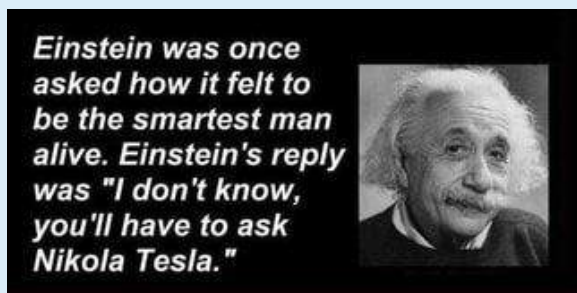 Einstein was once
asked how it felt to
be the smartest man
alive. Einstein's reply
was "I don't know,
you'll have to ask
Nikola Tesla."